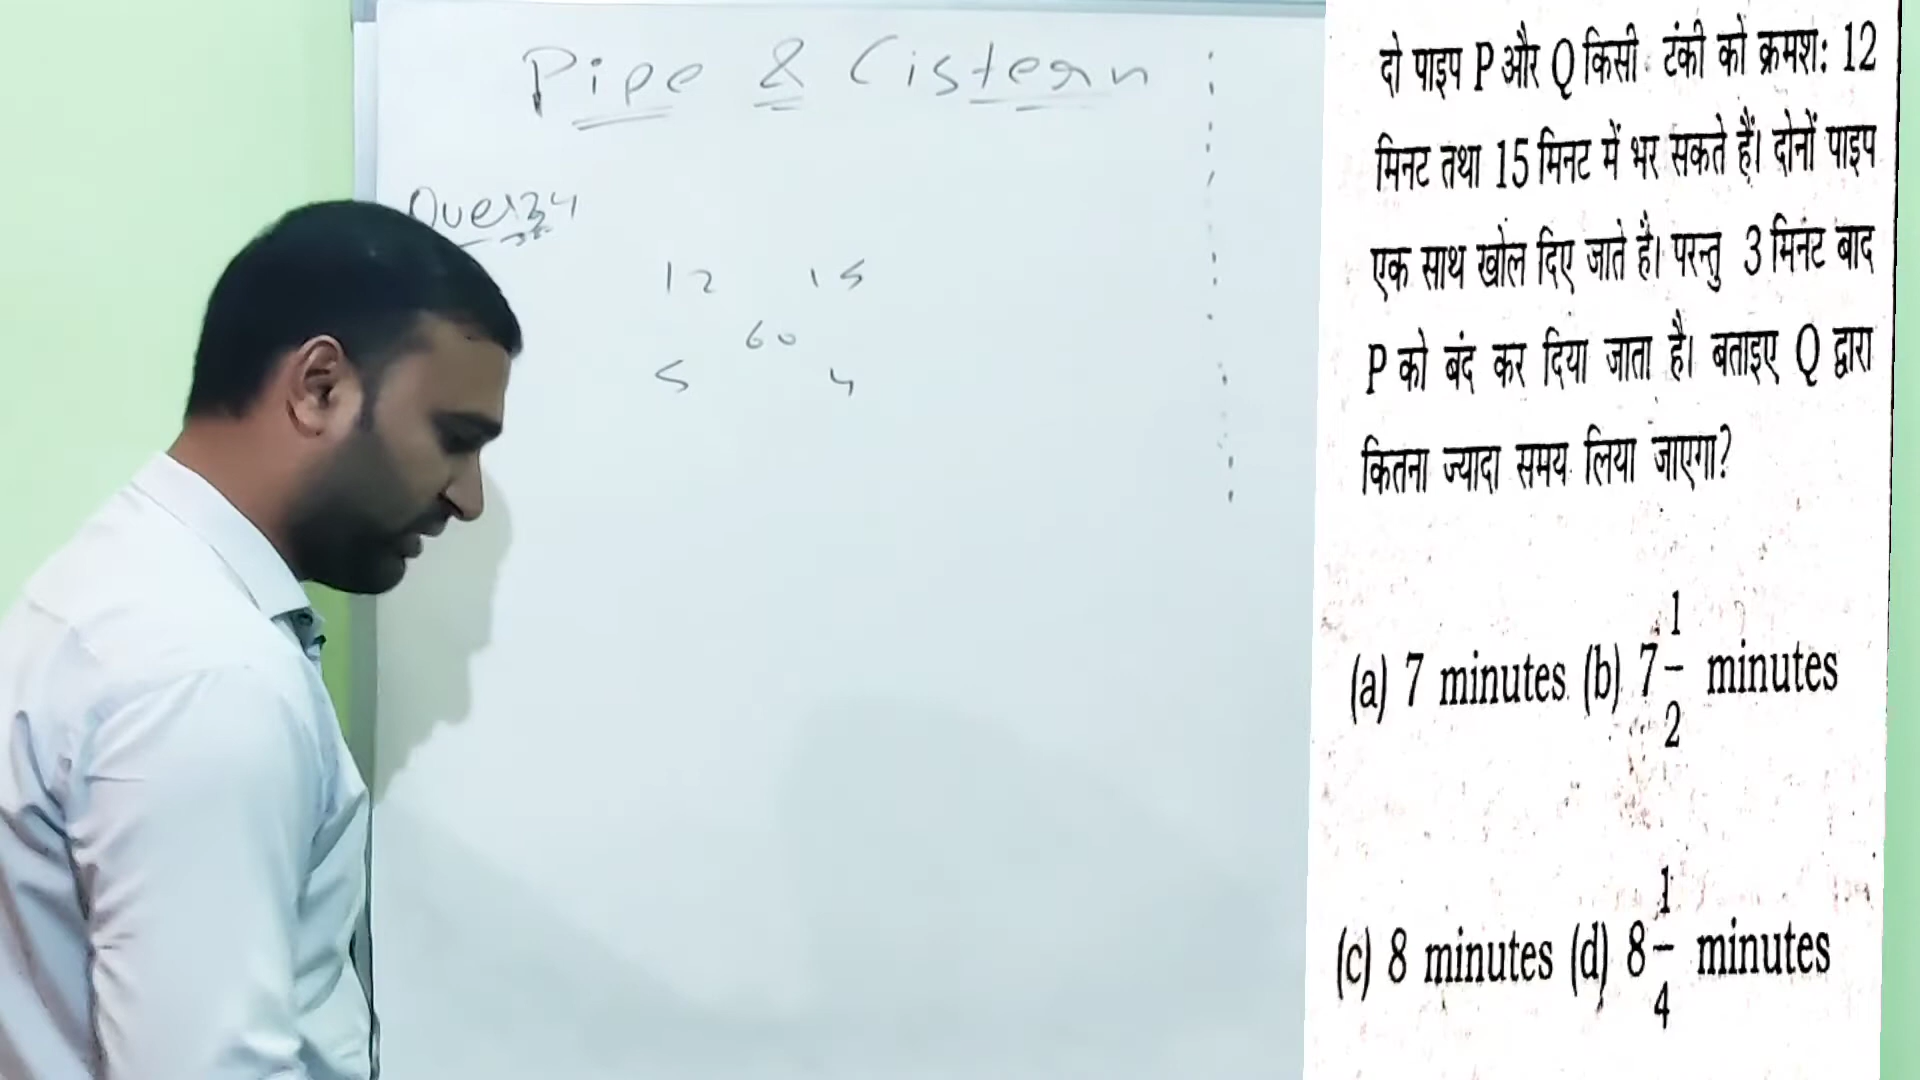 Pipe & Cistern
Ques 34
12 15
60
5 4
दो पाइप P और Q किसी टंकी को क्रमश: 12
मिनट तथा 15 मिनट में भर सकते हैं। दोनों पाइप
एक साथ खोल दिए जाते है। परन्तु 3 मिनट बाद
P को बंद कर दिया जाता है। बताइए Q द्वारा
कितना ज्यादा समय लिया जाएगा?
(a) 7 minutes (b) 7 1/2 minutes
(c) 8 minutes (d) 8 1/4 minutes